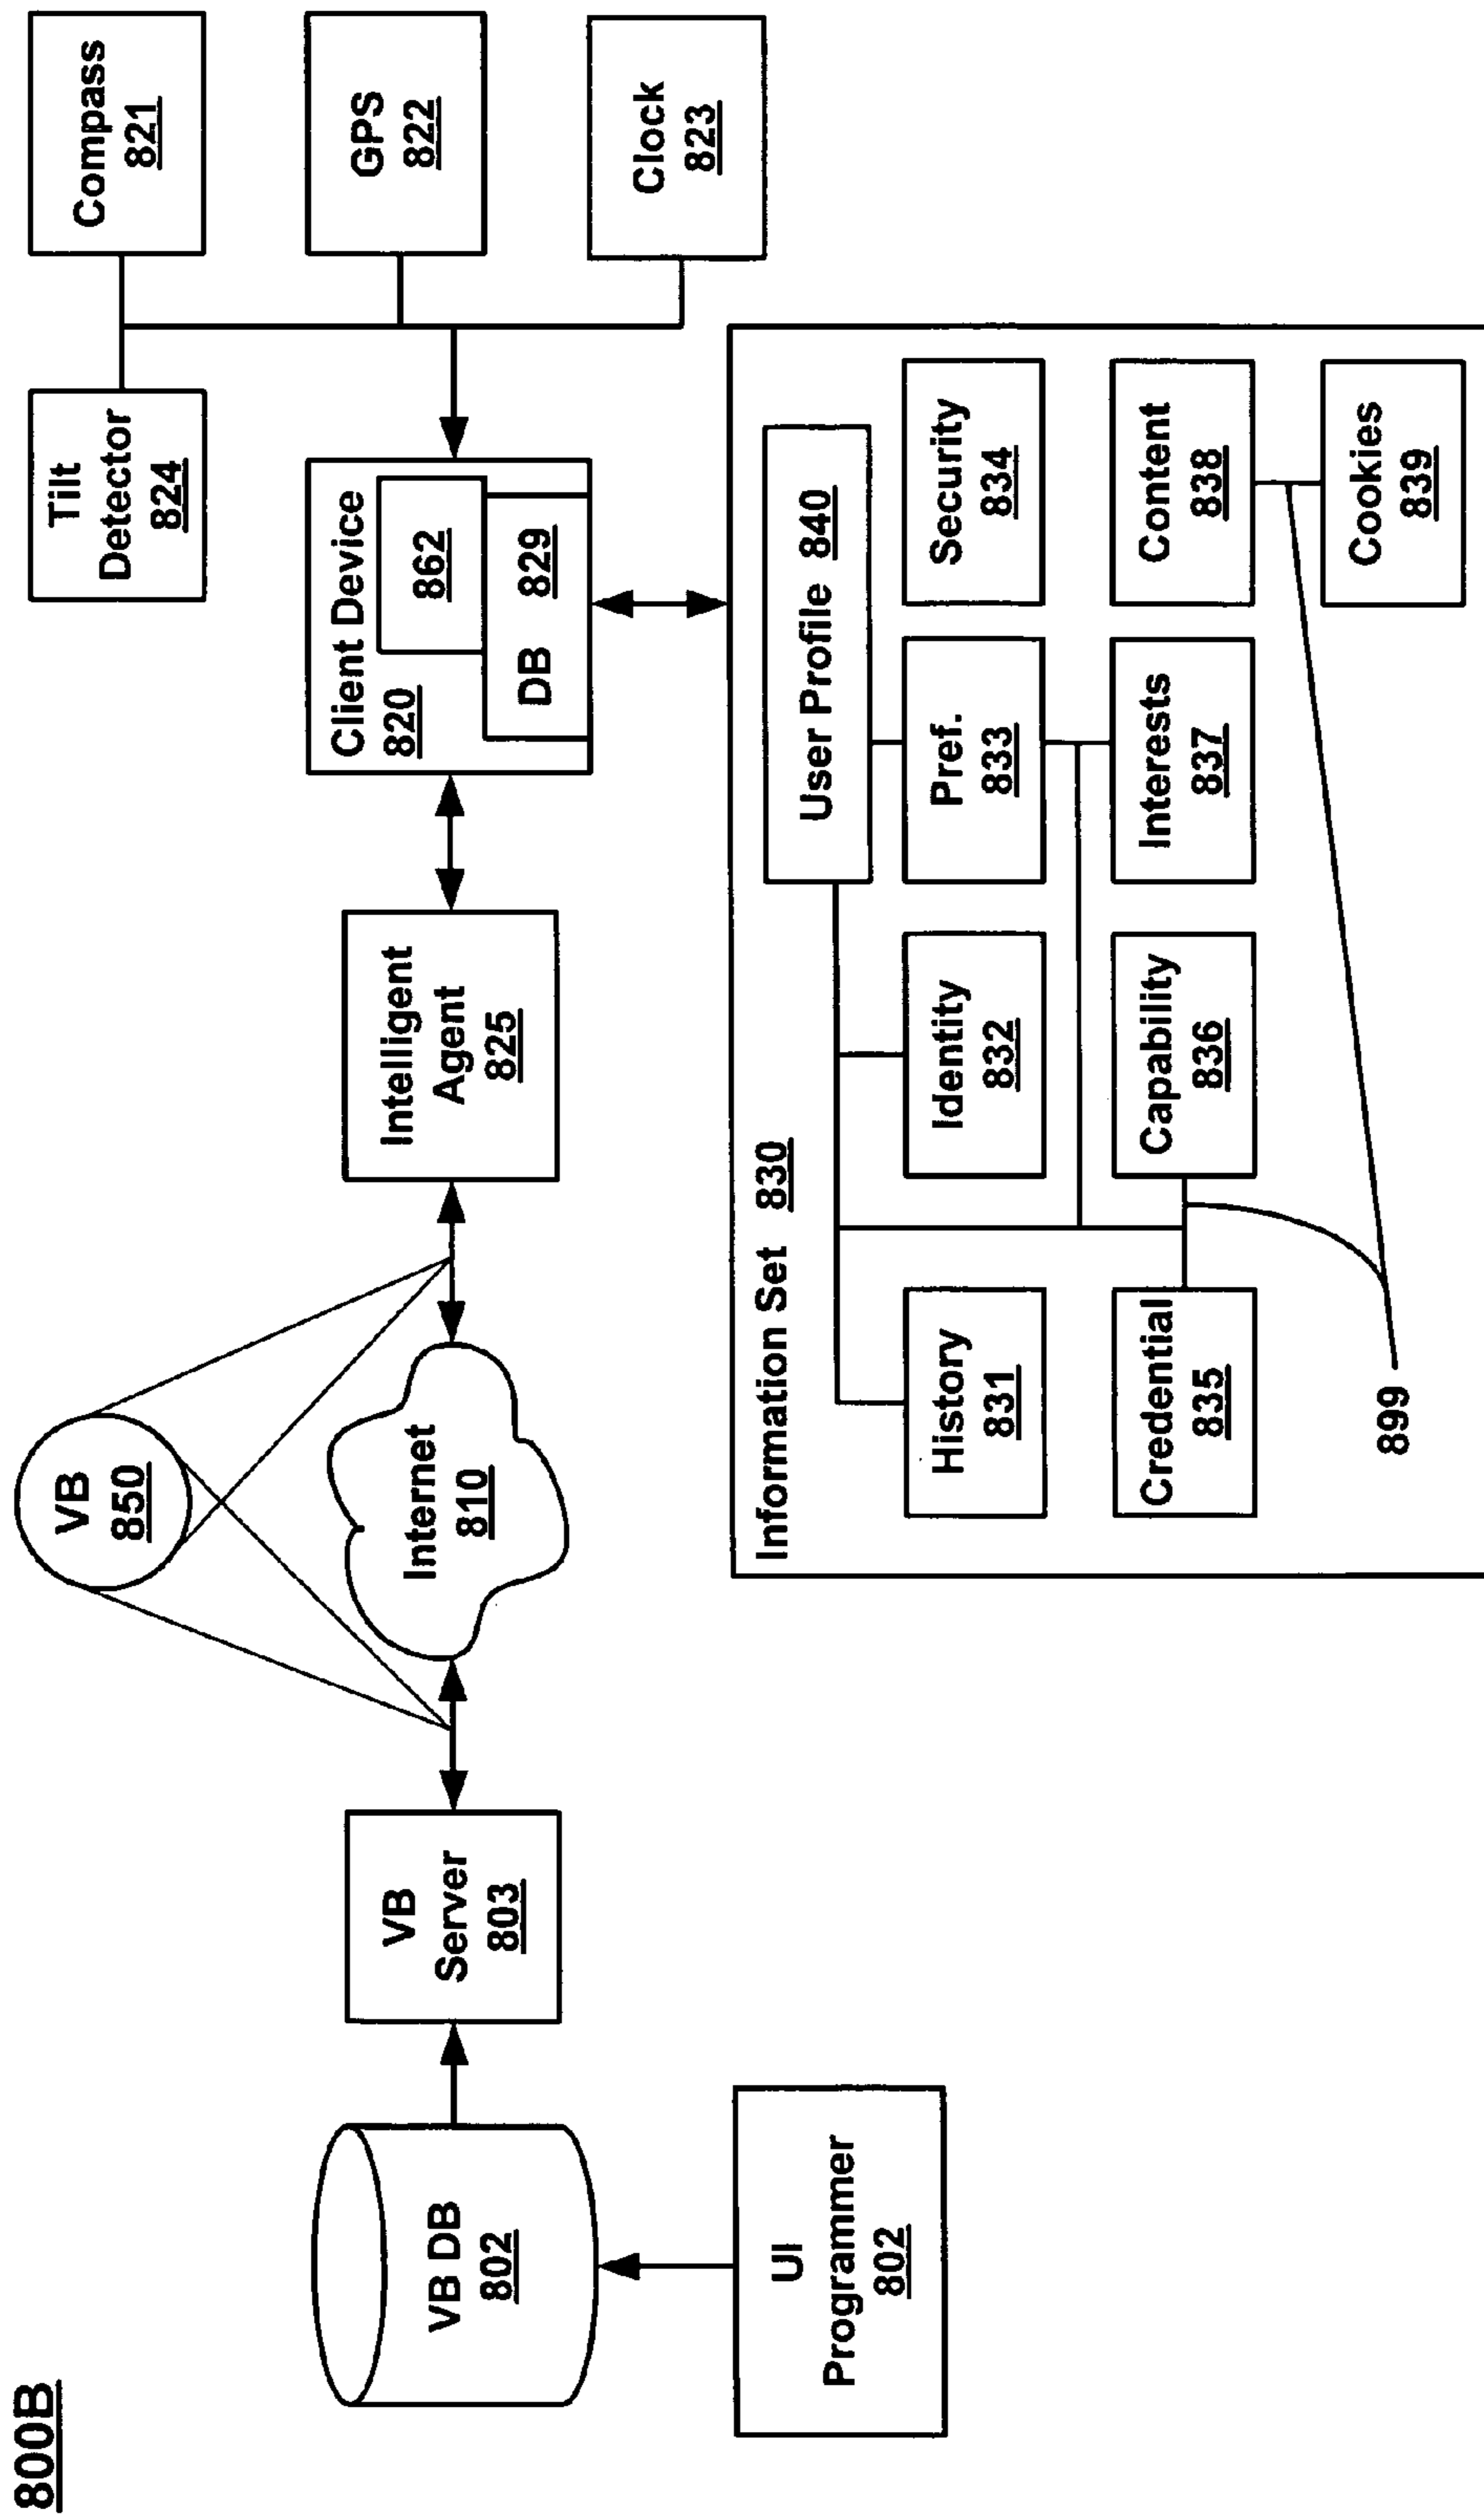 800B
VB DB
802
UI
Programmer
802
VB
Server
803
VB
850
Internet
810
Intelligent
Agent
825
Client Device
820
862
DB 829
Tilt
Detector
824
Compass
821
GPS
822
Clock
823
Information Set 830
User Profile 840
History
831
Identity
832
Pref.
833
Security
834
Credential
835
Capability
836
Interests
837
Content
838
Cookies
839
899